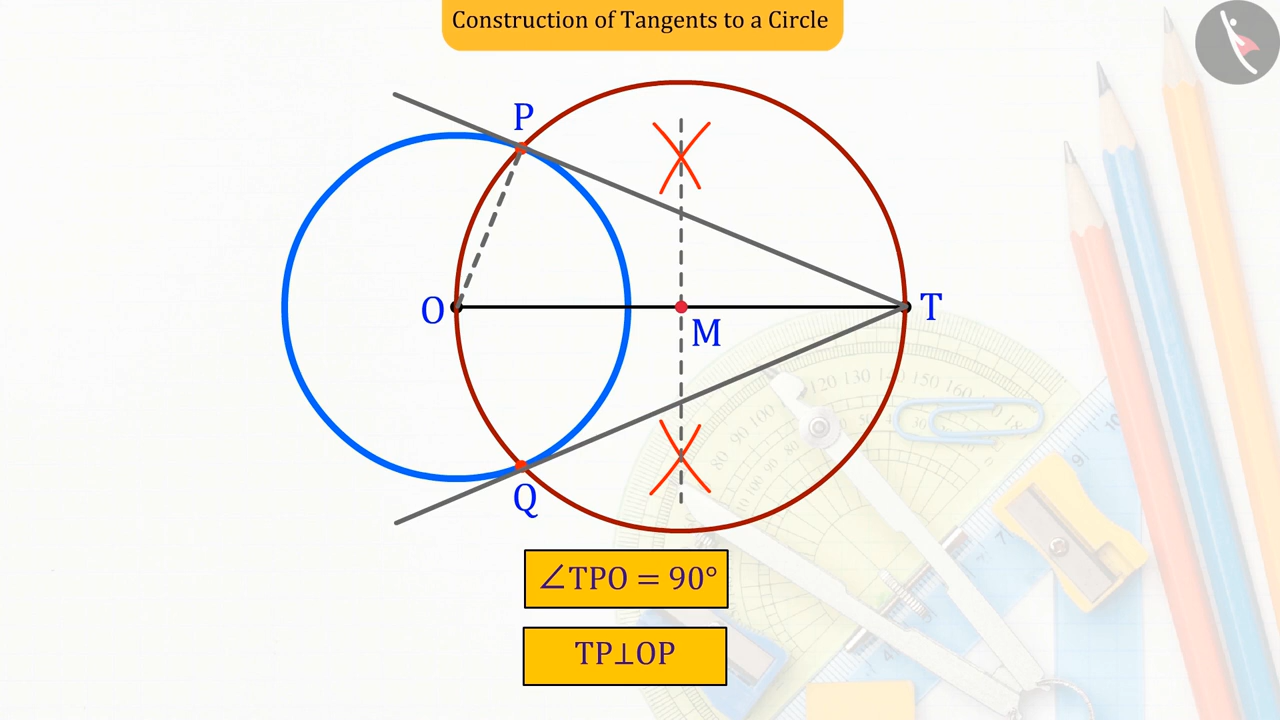 Construction of Tangents to a Circle
P
O
M
T
Q
∠TPO = 90°
TP⊥OP